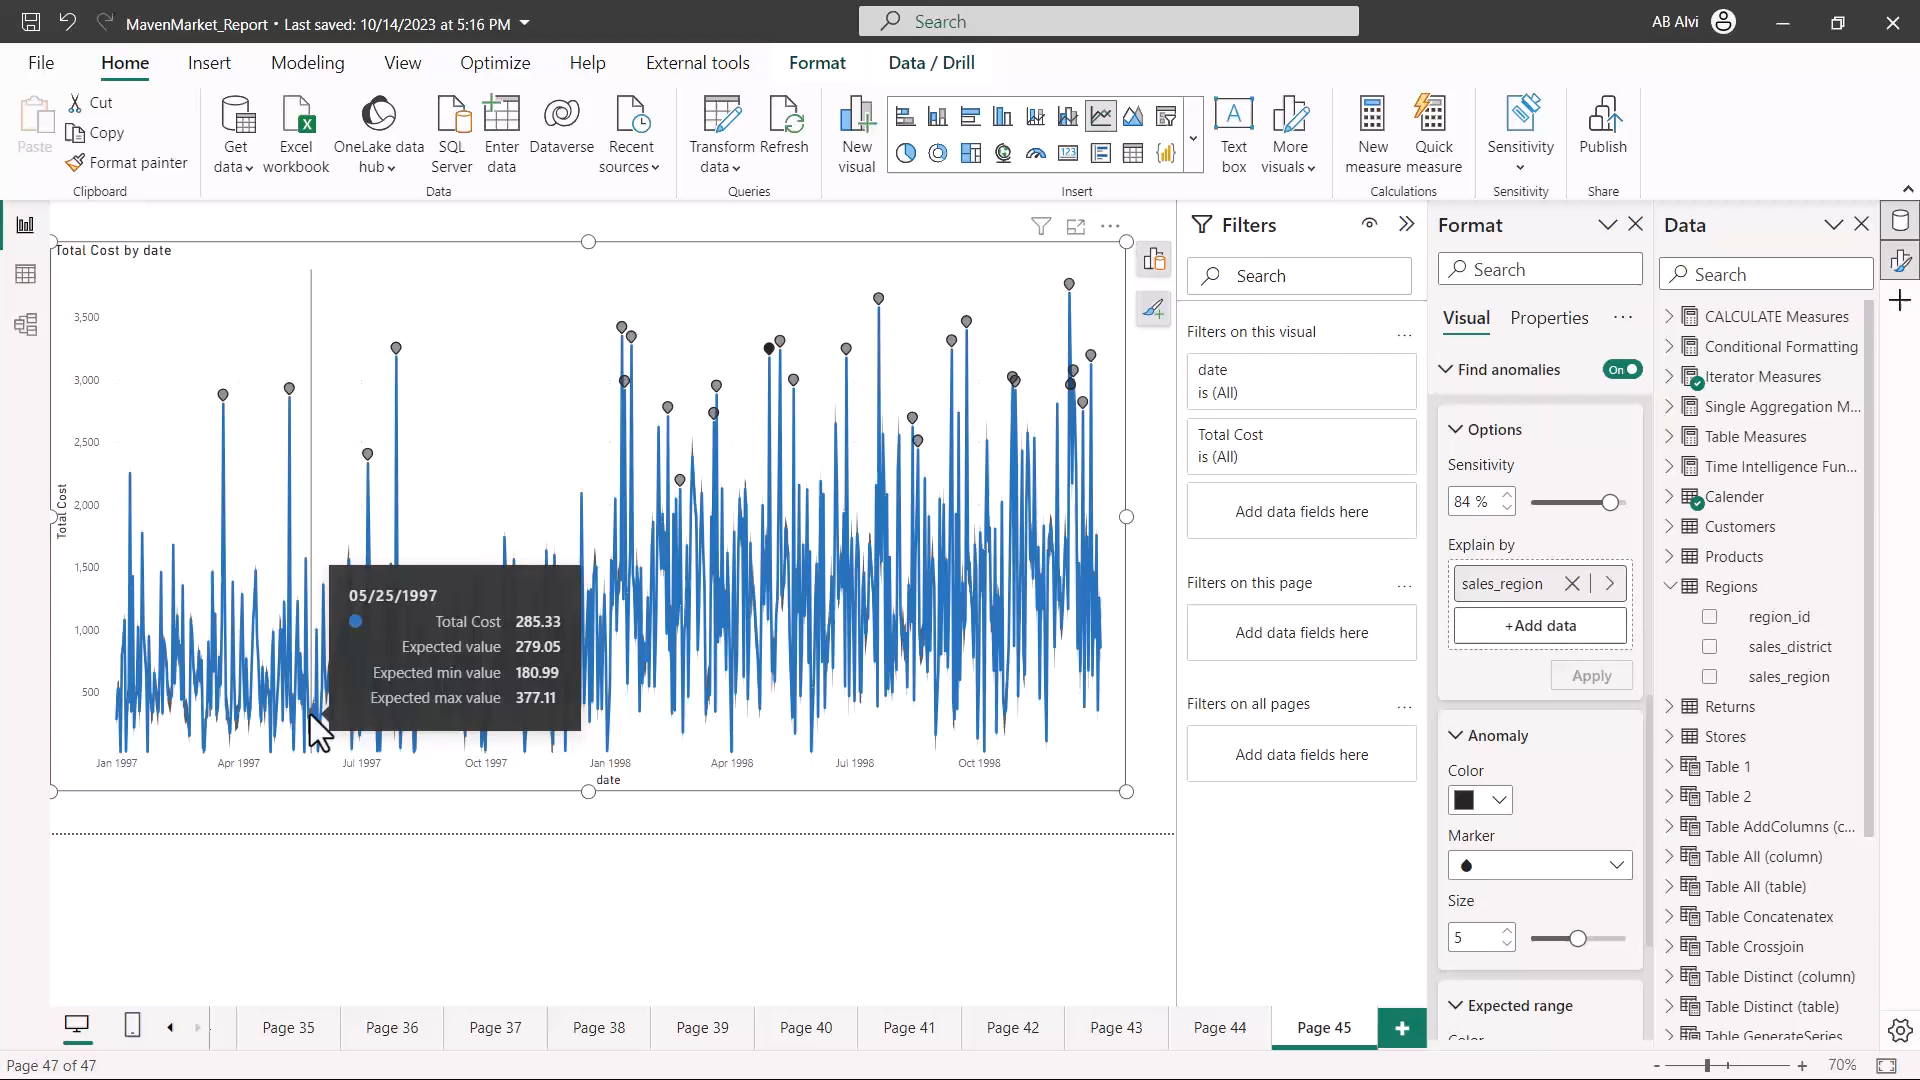 MavenMarket_Report • Last saved: 10/14/2023 at 5:16 PM
Search
AB Alvi
File
Home
Insert
Modeling
View
Optimize
Help
External tools
Format
Data / Drill
Paste
Cut
Copy
Format painter
Clipboard
Get data
Excel workbook
OneLake data hub
SQL Server
Enter data
Dataverse
Recent sources
Data
Transform data
Refresh
Queries
New visual
Text box
More visuals
Insert
New measure
Quick measure
Calculations
Sensitivity
Sensitivity
Publish
Share
Total Cost by date
Total Cost
3,500
3,000
2,500
2,000
1,500
1,000
500
05/25/1997
Total Cost 285.33
Expected value 279.05
Expected min value 180.99
Expected max value 377.11
Jan 1997
Apr 1997
Jul 1997
Oct 1997
Jan 1998
Apr 1998
Jul 1998
Oct 1998
date
Filters
Search
Filters on this visual
date
is (All)
Total Cost
is (All)
Add data fields here
Filters on this page
Add data fields here
Filters on all pages
Add data fields here
Format
Search
Visual
Properties
Find anomalies
On
Options
Sensitivity
84 %
Explain by
sales_region
+Add data
Apply
Anomaly
Color
Marker
Size
5
Expected range
Color
Data
Search
CALCULATE Measures
Conditional Formatting
Iterator Measures
Single Aggregation M...
Table Measures
Time Intelligence Fun...
Calender
Customers
Products
Regions
region_id
sales_district
sales_region
Returns
Stores
Table 1
Table 2
Table AddColumns (c...
Table All (column)
Table All (table)
Table Concatenatex
Table Crossjoin
Table Distinct (column)
Table Distinct (table)
Table GenerateSeries
Page 35
Page 36
Page 37
Page 38
Page 39
Page 40
Page 41
Page 42
Page 43
Page 44
Page 45
Page 47 of 47
70%